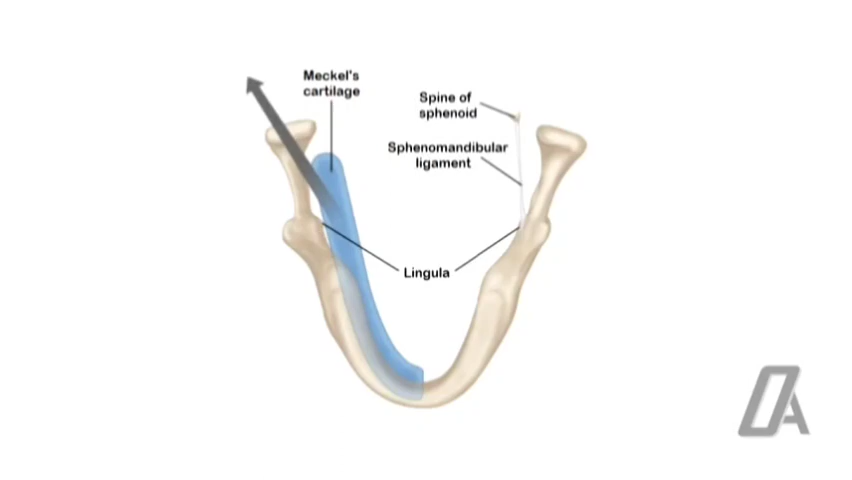 Meckel's
cartilage
Spine of
sphenoid
Sphenomandibular
ligament
Lingula